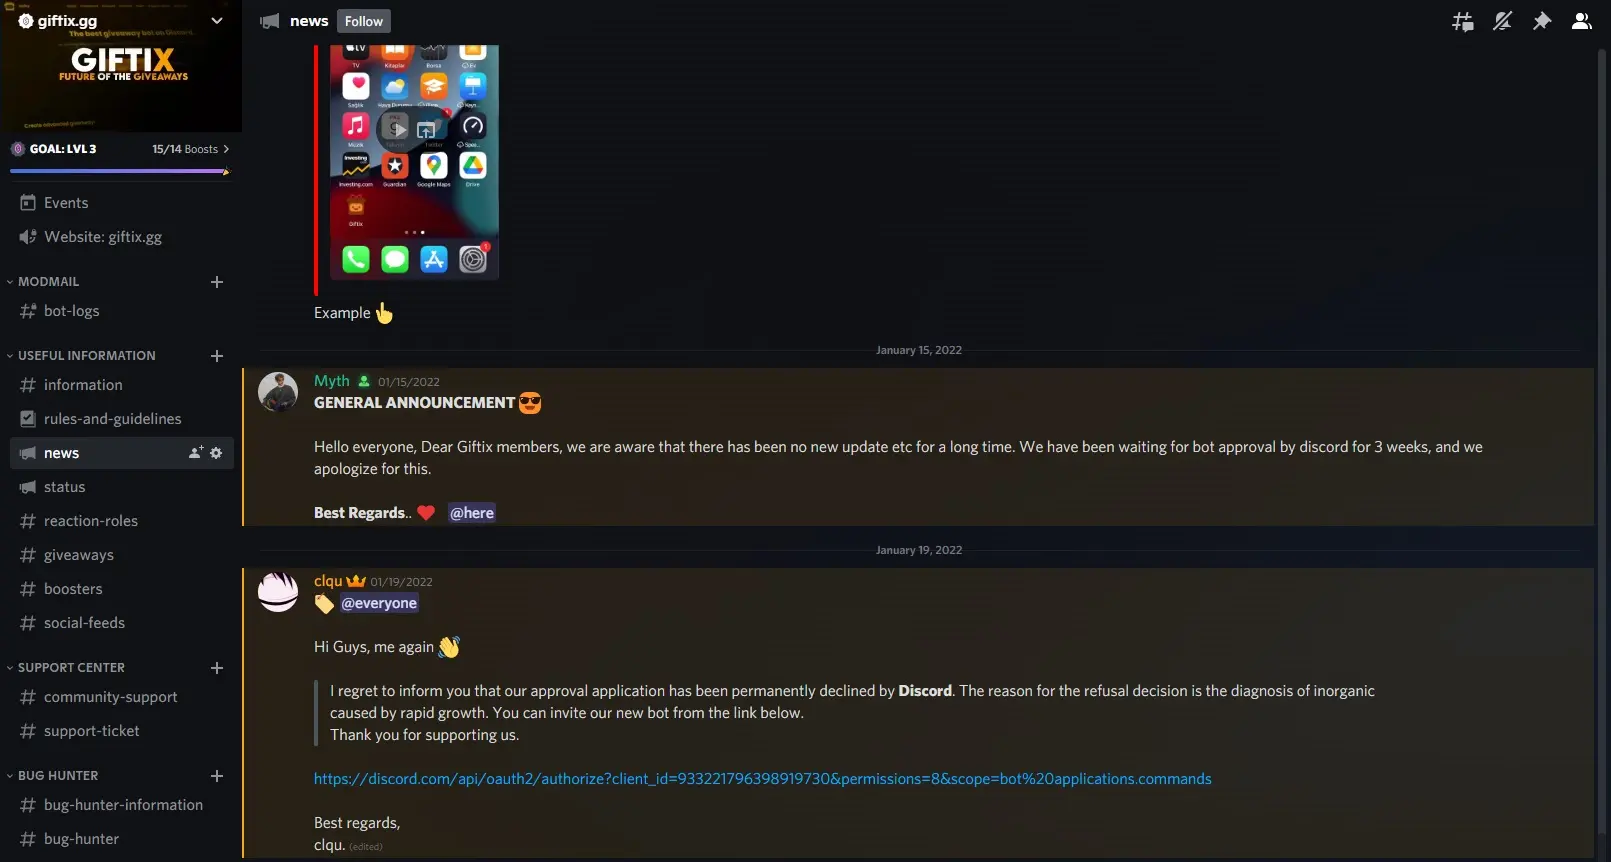 giftix.gg
The best giveaway bot on Discord.
GIFTIX
FUTURE OF THE GIVEAWAYS
Create advanced giveaway!
GOAL: LVL 3
15/14 Boosts
Events
Website: giftix.gg
MODMAIL
bot-logs
USEFUL INFORMATION
information
rules-and-guidelines
news
status
reaction-roles
giveaways
boosters
social-feeds
SUPPORT CENTER
community-support
support-ticket
BUG HUNTER
bug-hunter-information
bug-hunter
news
Follow
TV
Kitaplar
Borsa
Ev
Sağlık
Hava Durumu
Müzik
Twitter
Investing
Investing.com
Guardian
Google Maps
Drive
Giftix
1
Example
January 15, 2022
Myth 01/15/2022
GENERAL ANNOUNCEMENT
Hello everyone, Dear Giftix members, we are aware that there has been no new update etc for a long time. We have been waiting for bot approval by discord for 3 weeks, and we
apologize for this.
Best Regards.. @here
January 19, 2022
clqu 01/19/2022
@everyone
Hi Guys, me again
I regret to inform you that our approval application has been permanently declined by Discord. The reason for the refusal decision is the diagnosis of inorganic
caused by rapid growth. You can invite our new bot from the link below.
Thank you for supporting us.
https://discord.com/api/oauth2/authorize?client_id=933221796398919730&permissions=8&scope=bot%20applications.commands
Best regards,
clqu. (edited)